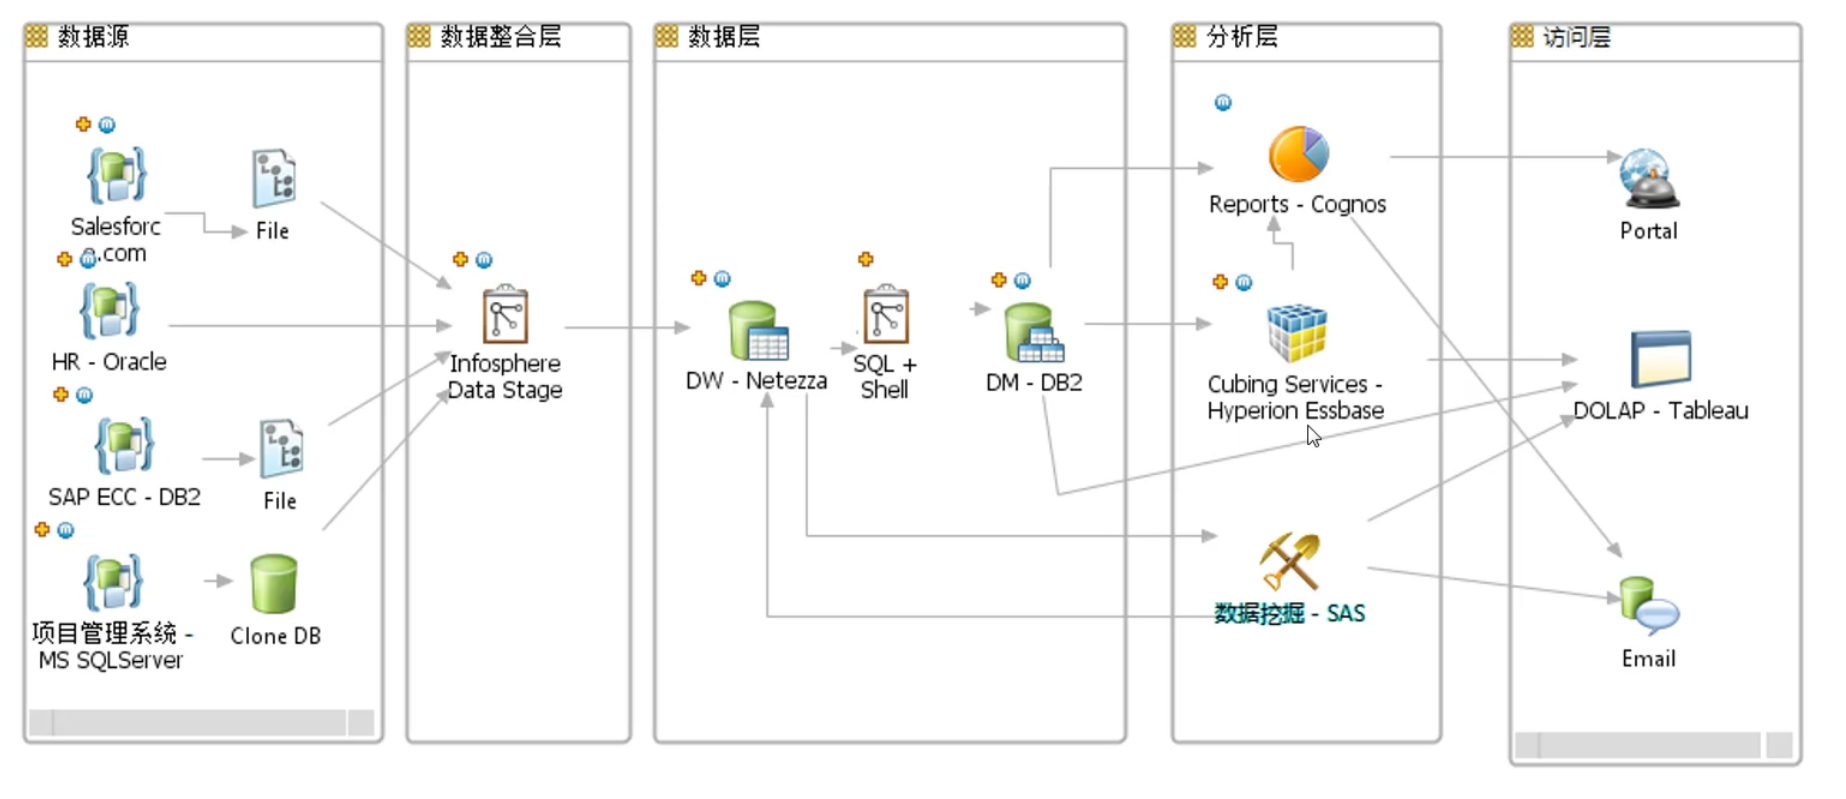 数据源
数据整合层
数据层
分析层
访问层
Salesforc
e.com
File
HR - Oracle
SAP ECC - DB2
File
项目管理系统 -
MS SQLServer
Clone DB
Infosphere
Data Stage
DW - Netezza
SQL +
Shell
DM - DB2
Reports - Cognos
Cubing Services -
Hyperion Essbase
数据挖掘 - SAS
Portal
DOLAP - Tableau
Email